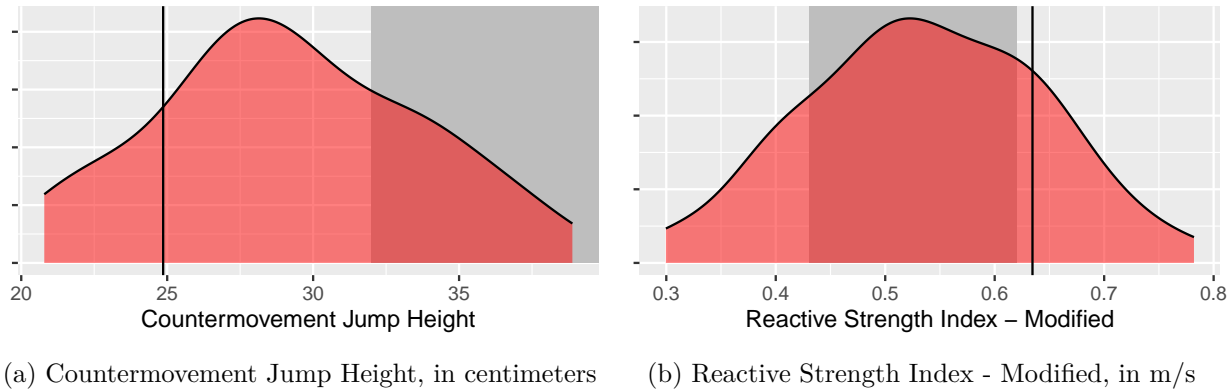 20 25 30 35
Countermovement Jump Height
(a) Countermovement Jump Height, in centimeters
0.3 0.4 0.5 0.6 0.7 0.8
Reactive Strength Index – Modified
(b) Reactive Strength Index - Modified, in m/s